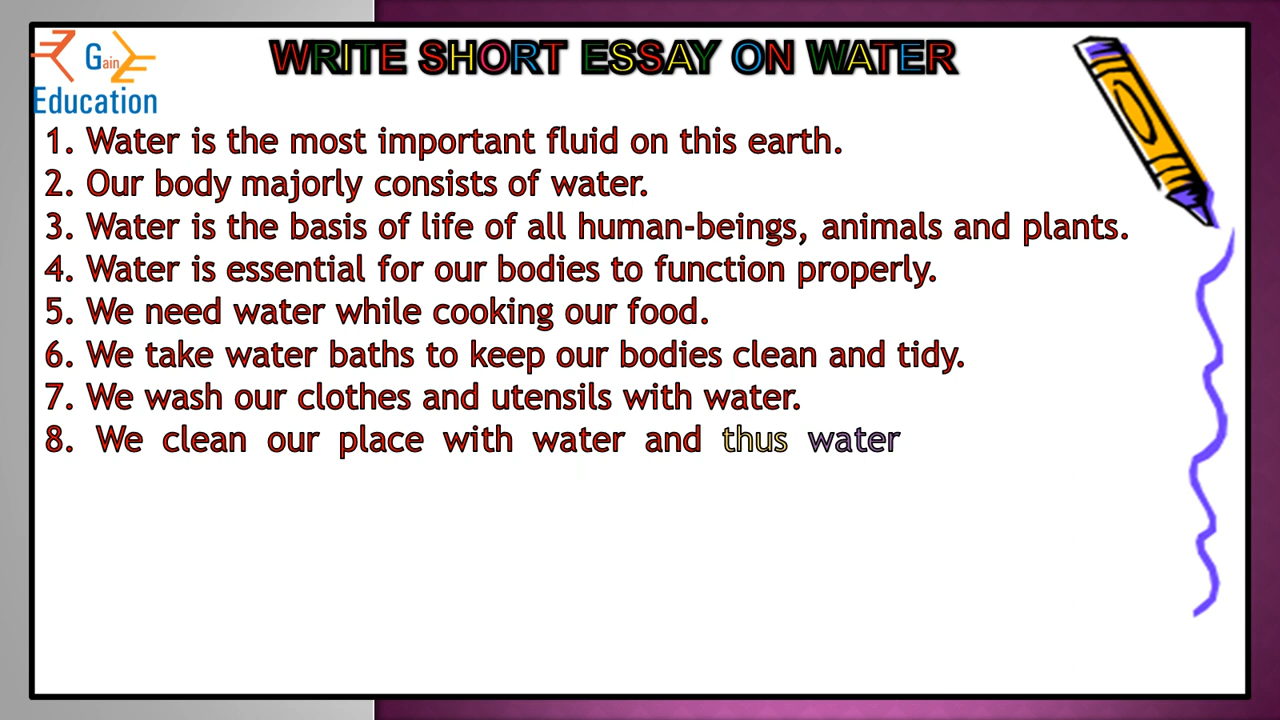 Gain
Education
WRITE SHORT ESSAY ON WATER
1. Water is the most important fluid on this earth.
2. Our body majorly consists of water.
3. Water is the basis of life of all human-beings, animals and plants.
4. Water is essential for our bodies to function properly.
5. We need water while cooking our food.
6. We take water baths to keep our bodies clean and tidy.
7. We wash our clothes and utensils with water.
8. We clean our place with water and thus water